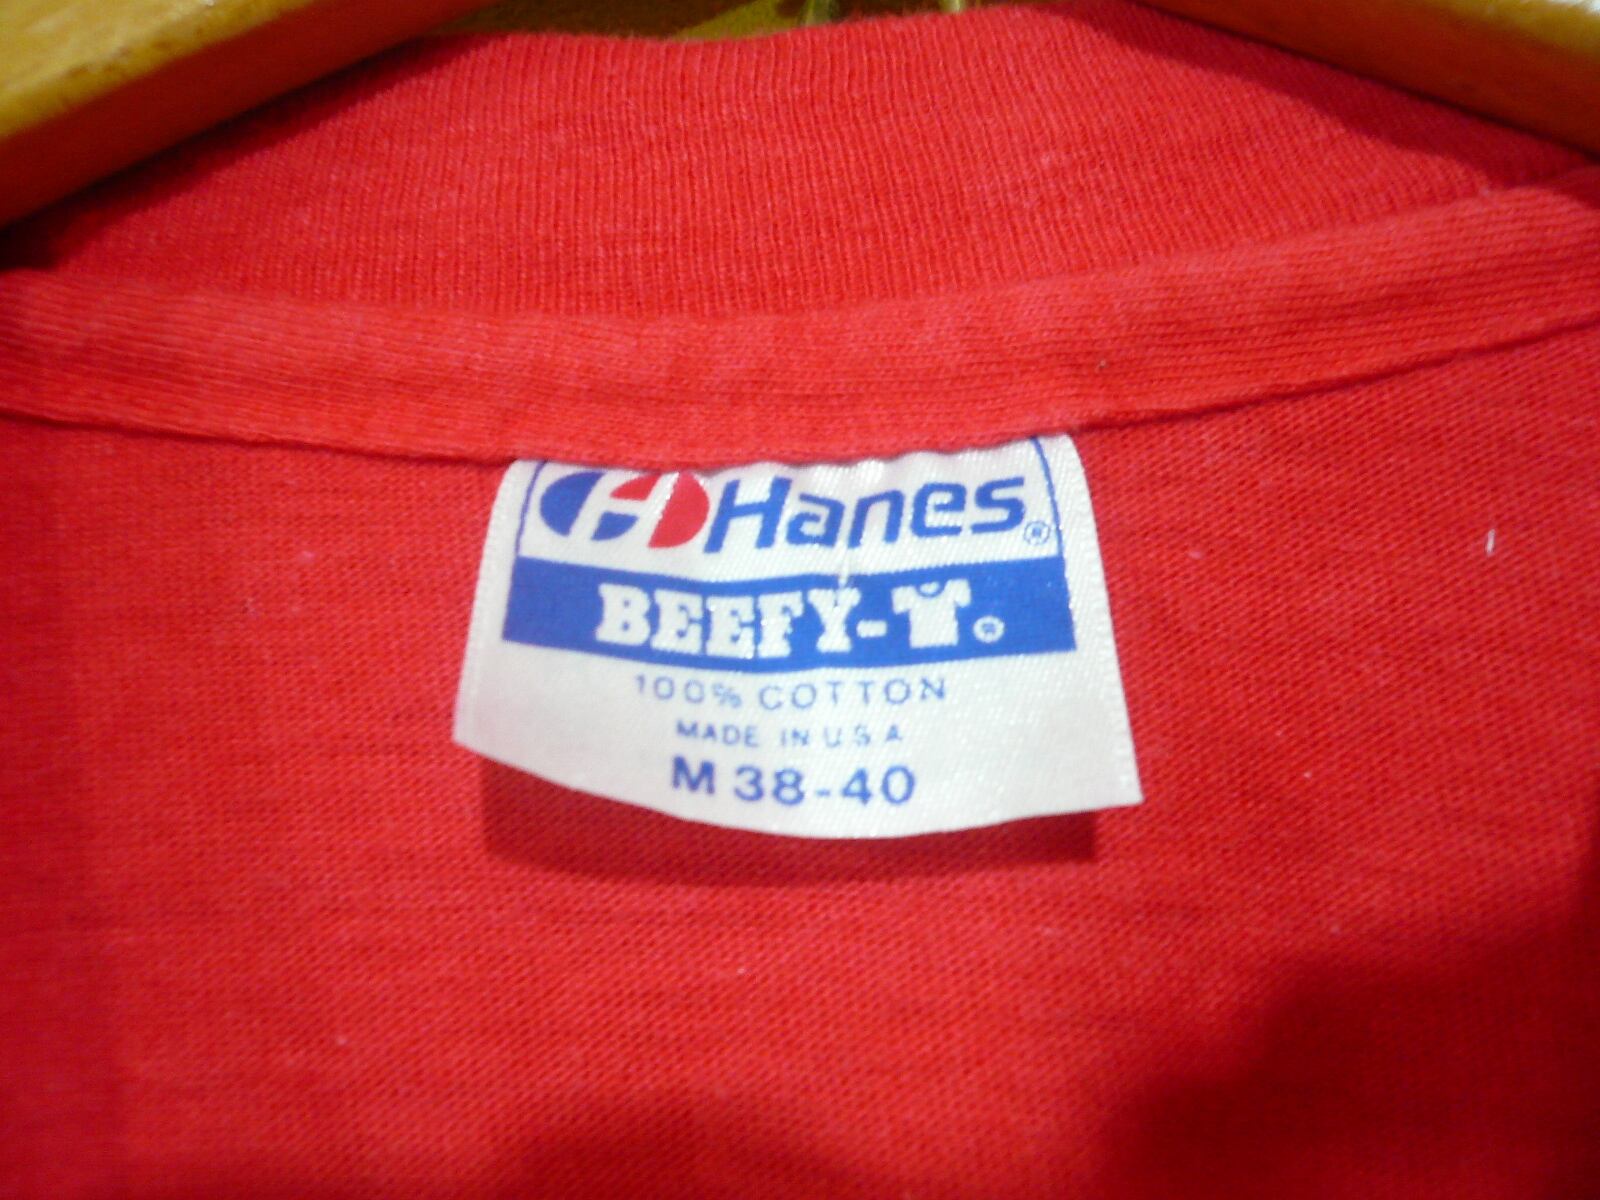 Hanes®
BEEFY-T®
100% COTTON
MADE IN U.S.A
M 38-40